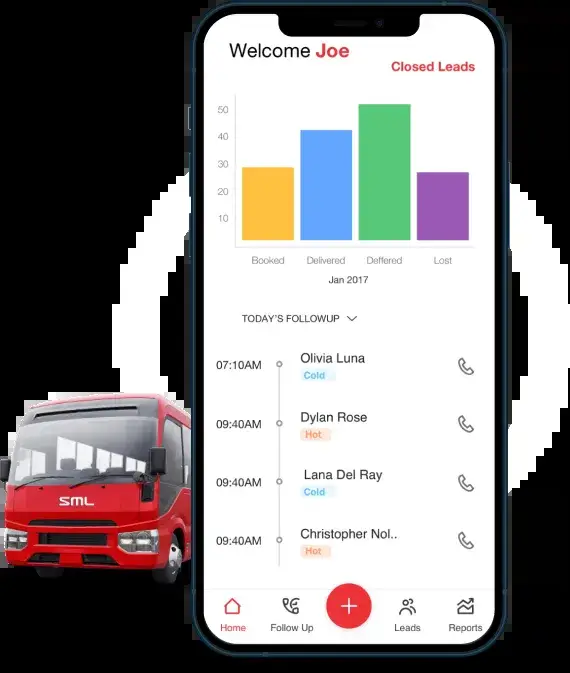 Welcome Joe
Closed Leads
50
40
30
20
10
Booked Delivered Deffered Lost
Jan 2017
TODAY'S FOLLOWUP
07:10AM Olivia Luna
Cold
09:40AM Dylan Rose
Hot
09:40AM Lana Del Ray
Cold
09:40AM Christopher Nol..
Hot
SML
Home Follow Up Leads Reports